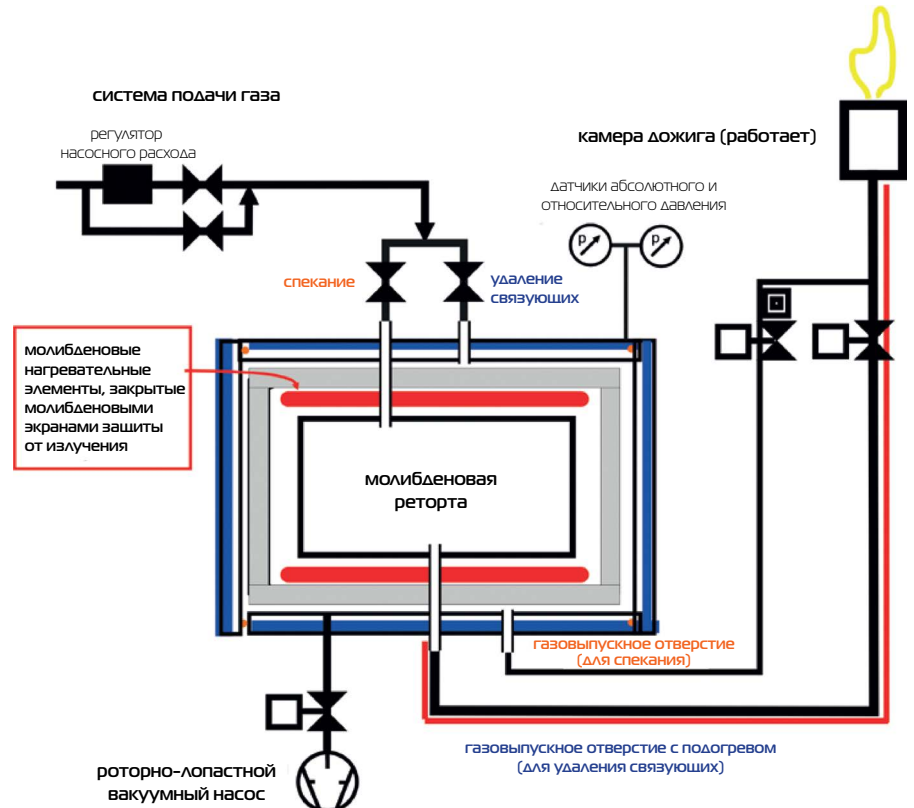 система подачи газа
регулятор
насосного расхода
камера дожига (работает)
датчики абсолютного и
относительного давления
P
P
спекание
удаление
связующих
молибденовые
нагревательные
элементы, закрытые
молибденовыми
экранами защиты
от излучения
молибденовая
реторта
газовыпускное отверстие
(для спекания)
газовыпускное отверстие с подогревом
(для удаления связующих)
роторно-лопастной
вакуумный насос